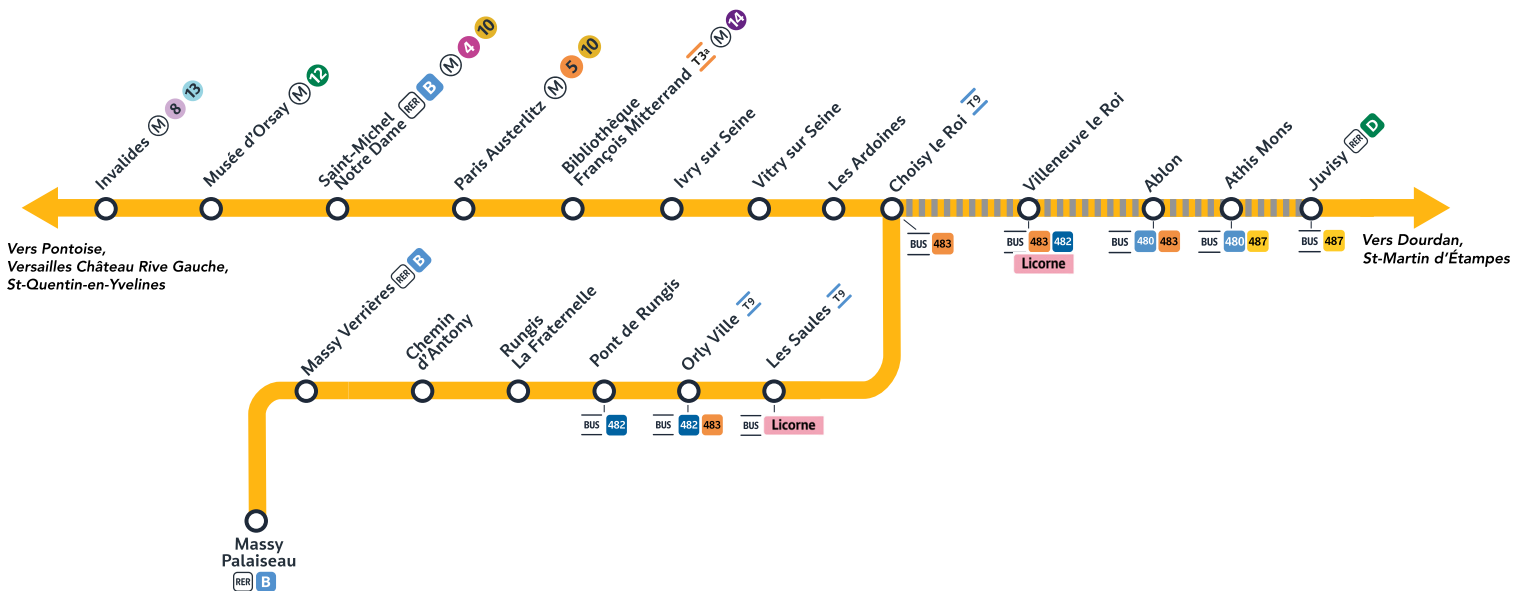 Invalides M 8 13
Musée d'Orsay M 12
Saint-Michel
Notre Dame RER B M 4 10
Paris Austerlitz M 5 10
Bibliothèque
François Mitterrand T3a M 14
Ivry sur Seine
Vitry sur Seine
Les Ardoines
Choisy le Roi T9
Villeneuve le Roi
Ablon
Athis Mons
Juvisy RER D
BUS 483
BUS 483 482
Licorne
BUS 480 483
BUS 480 487
BUS 487
Vers Pontoise,
Versailles Château Rive Gauche,
St-Quentin-en-Yvelines
Vers Dourdan,
St-Martin d'Étampes
Massy Verrières RER B
Chemin
d'Antony
Rungis
La Fraternelle
Pont de Rungis
Orly Ville T9
Les Saules T9
BUS 482
BUS 482 483
BUS Licorne
Massy
Palaiseau
RER B